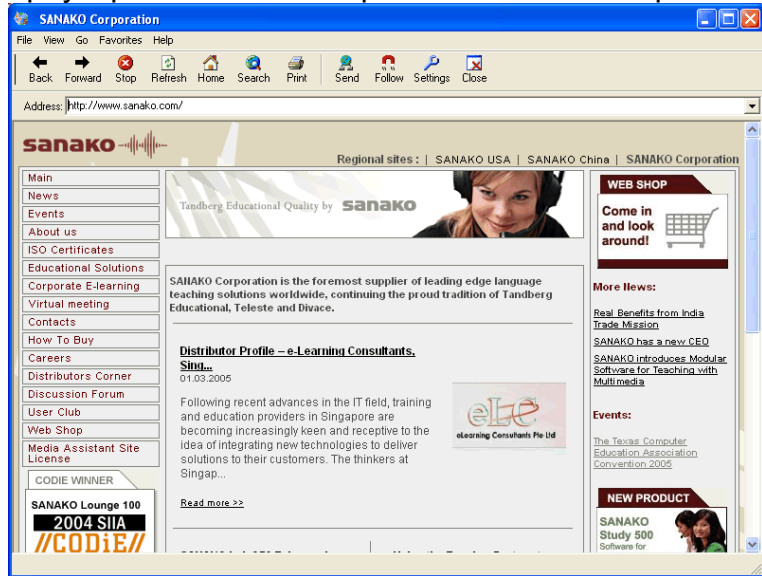 SANAKO Corporation
File View Go Favorites Help
Back Forward Stop Refresh Home Search Print Send Follow Settings Close
Address: http://www.sanako.com/
sanako
Regional sites : | SANAKO USA | SANAKO China | SANAKO Corporation
Main
News
Events
About us
ISO Certificates
Educational Solutions
Corporate E-learning
Virtual meeting
Contacts
How To Buy
Careers
Distributors Corner
Discussion Forum
User Club
Web Shop
Media Assistant Site
License
CODIE WINNER
SANAKO Lounge 100
2004 SIIA
//CODiE//
Tandberg Educational Quality by sanako
SANAKO Corporation is the foremost supplier of leading edge language
teaching solutions worldwide, continuing the proud tradition of Tandberg
Educational, Teleste and Divace.
Distributor Profile – e-Learning Consultants,
Sing...
01.03.2005
Following recent advances in the IT field, training
and education providers in Singapore are
becoming increasingly keen and receptive to the
idea of integrating new technologies to deliver
solutions to their customers. The thinkers at
Singap...
Read more >>
eLC
eLearning Consultants Pte Ltd
WEB SHOP
Come in
and look
around!
More News:
Real Benefits from India
Trade Mission
SANAKO has a new CEO
SANAKO introduces Modular
Software for Teaching with
Multimedia
Events:
The Texas Computer
Education Association
Convention 2005
NEW PRODUCT
SANAKO
Study 500
Software for